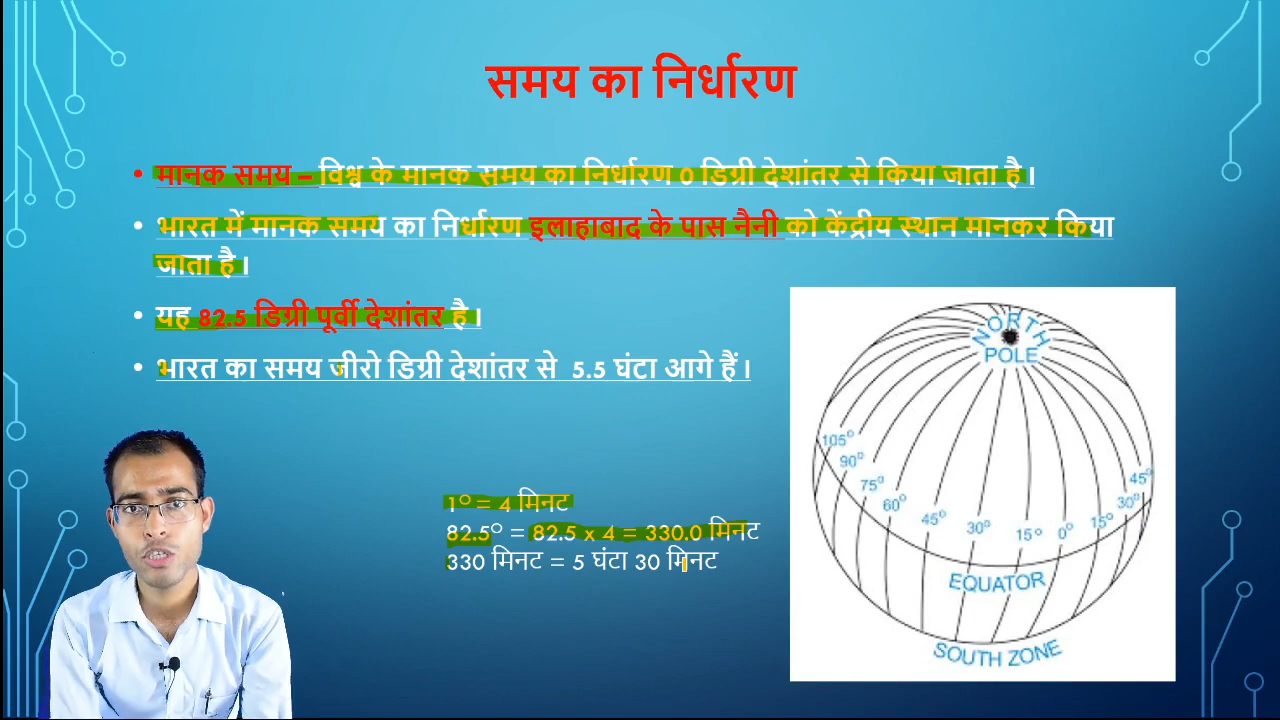 समय का निर्धारण
• मानक समय – विश्व के मानक समय का निर्धारण 0 डिग्री देशांतर से किया जाता है।
• भारत में मानक समय का निर्धारण इलाहाबाद के पास नैनी को केंद्रीय स्थान मानकर किया
जाता है।
• यह 82.5 डिग्री पूर्वी देशांतर है।
• भारत का समय जीरो डिग्री देशांतर से 5.5 घंटा आगे हैं।
1° = 4 मिनट
82.5° = 82.5 x 4 = 330.0 मिनट
330 मिनट = 5 घंटा 30 मिनट
NORTH
POLE
105° 90° 75° 60° 45° 30° 15° 0° 15° 30° 45°
EQUATOR
SOUTH ZONE